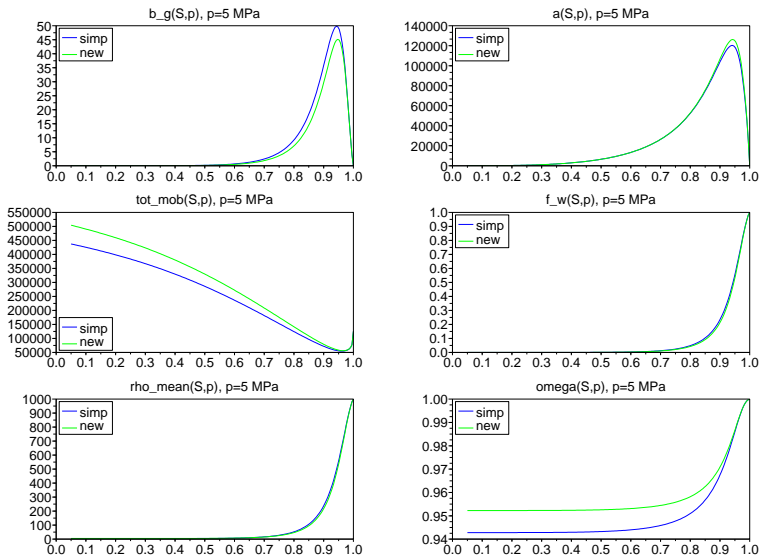 b_g(S,p), p=5 MPa
50
45
40
35
30
25
20
15
10
5
0
simp
new
0.0 0.1 0.2 0.3 0.4 0.5 0.6 0.7 0.8 0.9 1.0
a(S,p), p=5 MPa
140000
120000
100000
80000
60000
40000
20000
0
simp
new
0.0 0.1 0.2 0.3 0.4 0.5 0.6 0.7 0.8 0.9 1.0
tot_mob(S,p), p=5 MPa
550000
500000
450000
400000
350000
300000
250000
200000
150000
100000
50000
simp
new
0.0 0.1 0.2 0.3 0.4 0.5 0.6 0.7 0.8 0.9 1.0
f_w(S,p), p=5 MPa
1.0
0.9
0.8
0.7
0.6
0.5
0.4
0.3
0.2
0.1
0.0
simp
new
0.0 0.1 0.2 0.3 0.4 0.5 0.6 0.7 0.8 0.9 1.0
rho_mean(S,p), p=5 MPa
1000
900
800
700
600
500
400
300
200
100
0
simp
new
0.0 0.1 0.2 0.3 0.4 0.5 0.6 0.7 0.8 0.9 1.0
omega(S,p), p=5 MPa
1.00
0.99
0.98
0.97
0.96
0.95
0.94
simp
new
0.0 0.1 0.2 0.3 0.4 0.5 0.6 0.7 0.8 0.9 1.0